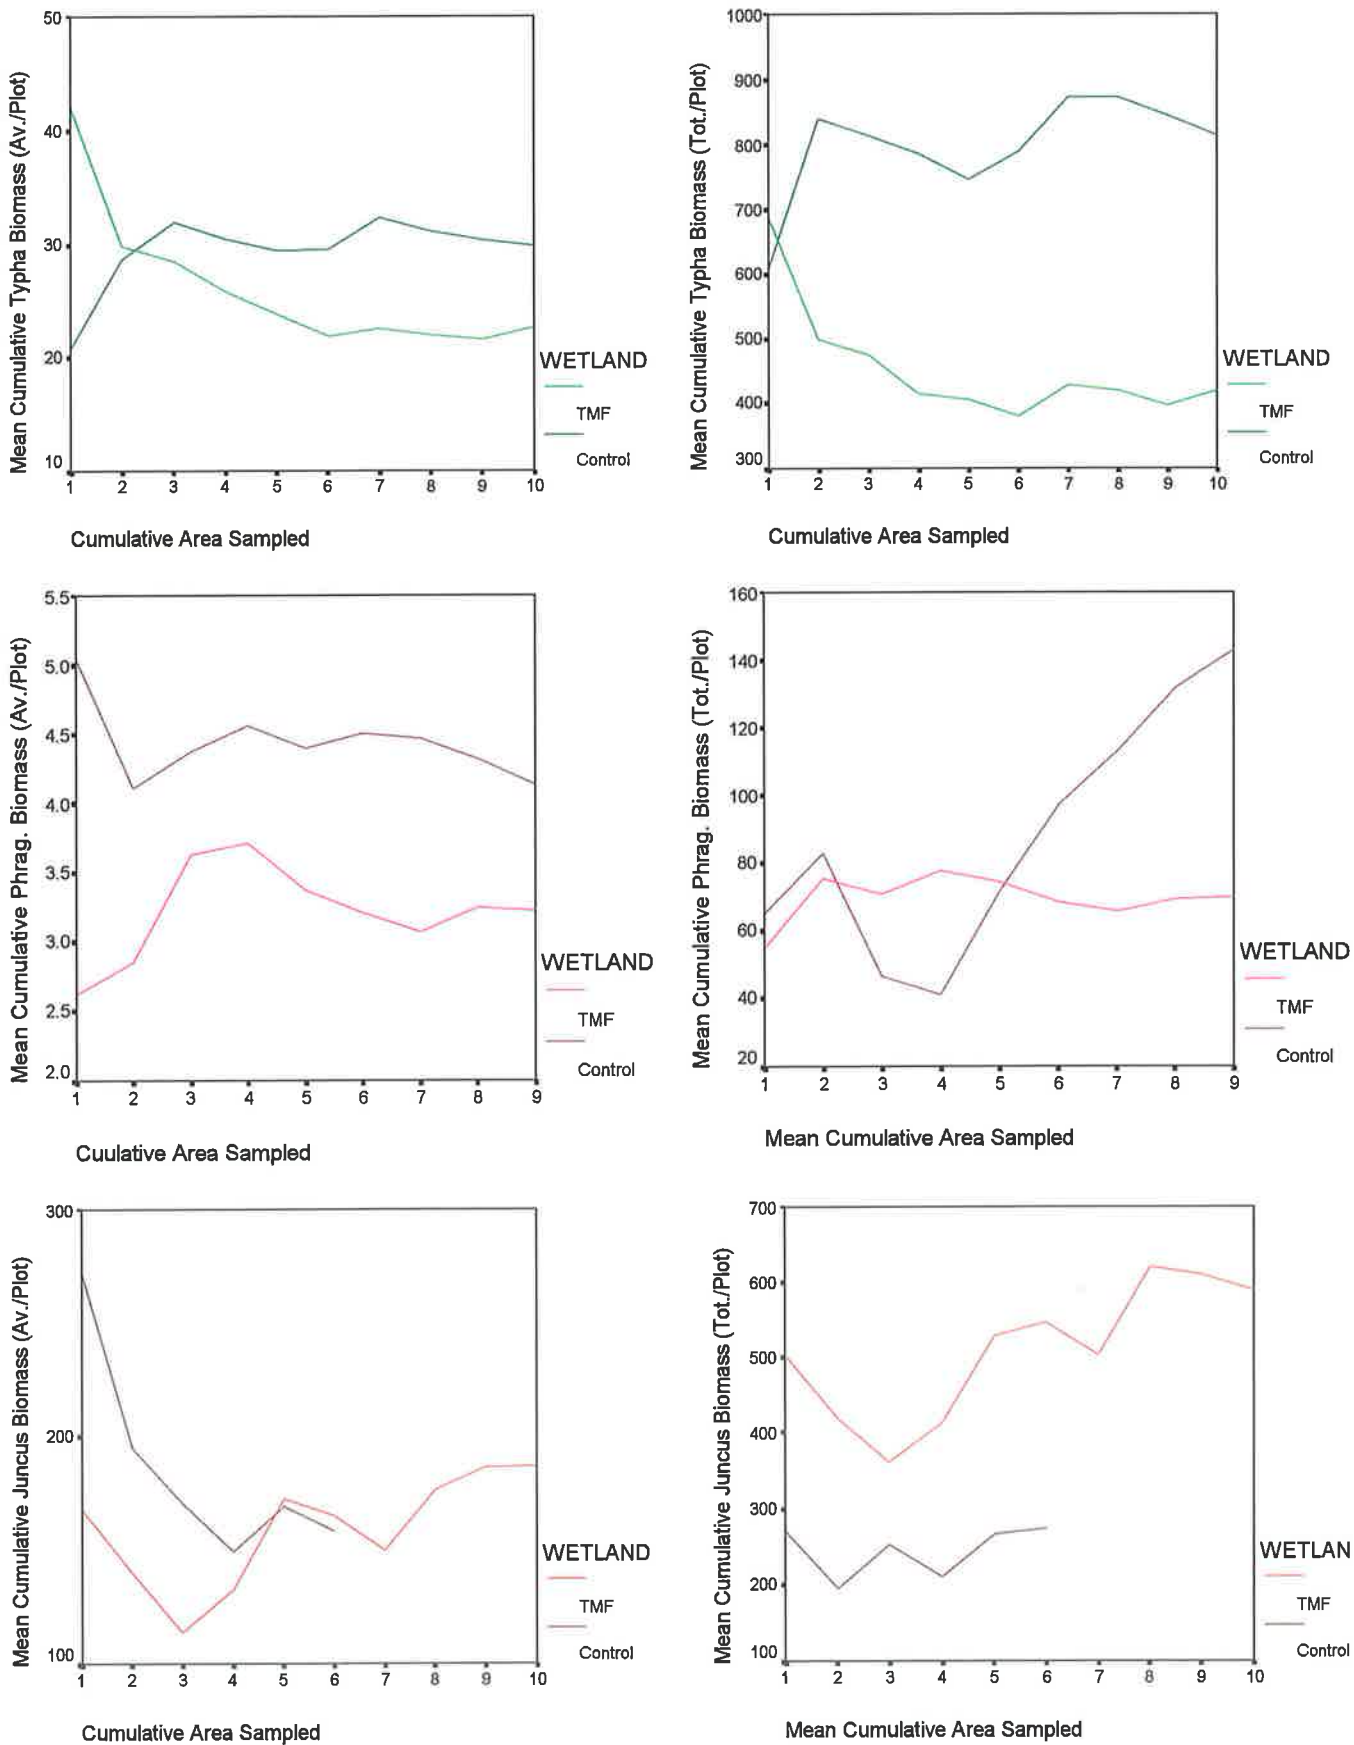 Mean Cumulative Typha Biomass (Av./Plot)
50
40
30
20
10
1 2 3 4 5 6 7 8 9 10
Cumulative Area Sampled
WETLAND
TMF
Control
Mean Cumulative Typha Biomass (Tot./Plot)
1000
900
800
700
600
500
400
300
1 2 3 4 5 6 7 8 9 10
Cumulative Area Sampled
WETLAND
TMF
Control
Mean Cumulative Phrag. Biomass (Av./Plot)
5.5
5.0
4.5
4.0
3.5
3.0
2.5
2.0
1 2 3 4 5 6 7 8 9
Cuulative Area Sampled
WETLAND
TMF
Control
Mean Cumulative Phrag. Biomass (Tot./Plot)
160
140
120
100
80
60
40
20
1 2 3 4 5 6 7 8 9
Mean Cumulative Area Sampled
WETLAND
TMF
Control
Mean Cumulative Juncus Biomass (Av./Plot)
300
200
100
1 2 3 4 5 6 7 8 9 10
Cumulative Area Sampled
WETLAND
TMF
Control
Mean Cumulative Juncus Biomass (Tot./Plot)
700
600
500
400
300
200
100
1 2 3 4 5 6 7 8 9 10
Mean Cumulative Area Sampled
WETLAN
TMF
Control